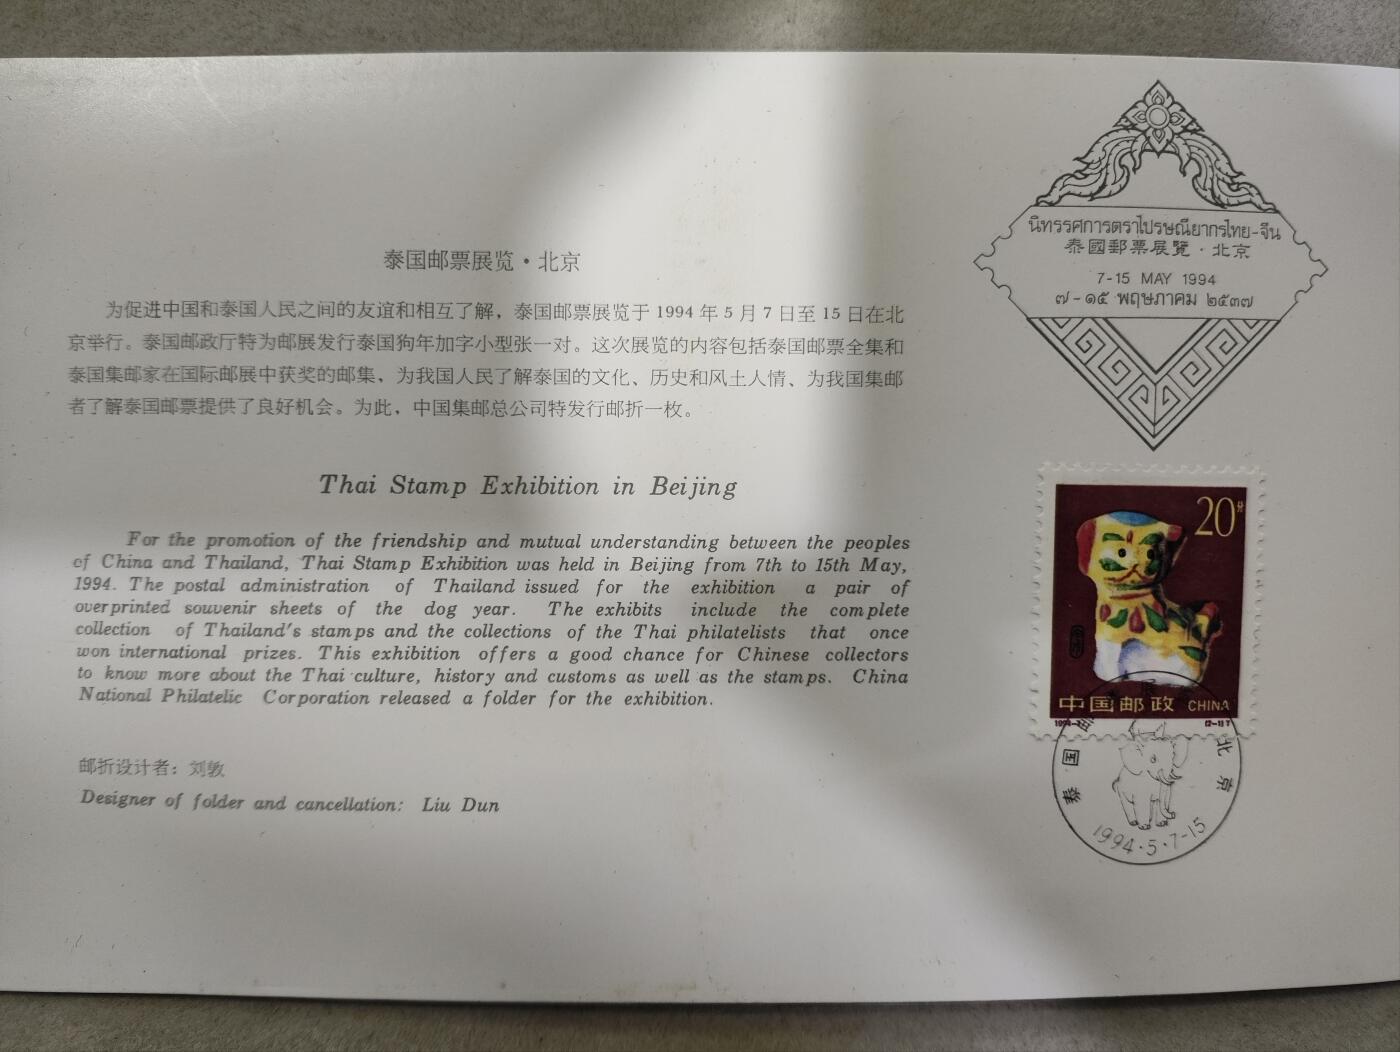 泰国邮票展览·北京
为促进中国和泰国人民之间的友谊和相互了解，泰国邮票展览于 1994 年 5 月 7 日至 15 日在北
京举行。泰国邮政厅特为邮展发行泰国狗年加字小型张一对。这次展览的内容包括泰国邮票全集和
泰国集邮家在国际邮展中获奖的邮集，为我国人民了解泰国的文化、历史和风土人情、为我国集邮
者了解泰国邮票提供了良好机会。为此，中国集邮总公司特发行邮折一枚。
Thai Stamp Exhibition in Beijing
For the promotion of the friendship and mutual understanding between the peoples
of China and Thailand, Thai Stamp Exhibition was held in Beijing from 7th to 15th May,
1994. The postal administration of Thailand issued for the exhibition a pair of
overprinted souvenir sheets of the dog year. The exhibits include the complete
collection of Thailand's stamps and the collections of the Thai philatelists that once
won international prizes. This exhibition offers a good chance for Chinese collectors
to know more about the Thai culture, history and customs as well as the stamps. China
National Philatelic Corporation released a folder for the exhibition.
邮折设计者：刘敦
Designer of folder and cancellation: Liu Dun
นิทรรศการตราไปรษณียากรไทย-จีน
泰國郵票展覽·北京
7-15 MAY 1994
๗-๑๕ พฤษภาคม ๒๕๓๗
20分
中国邮政 CHINA
(2-1)T
泰国邮 展 北京
1994·5·7-15